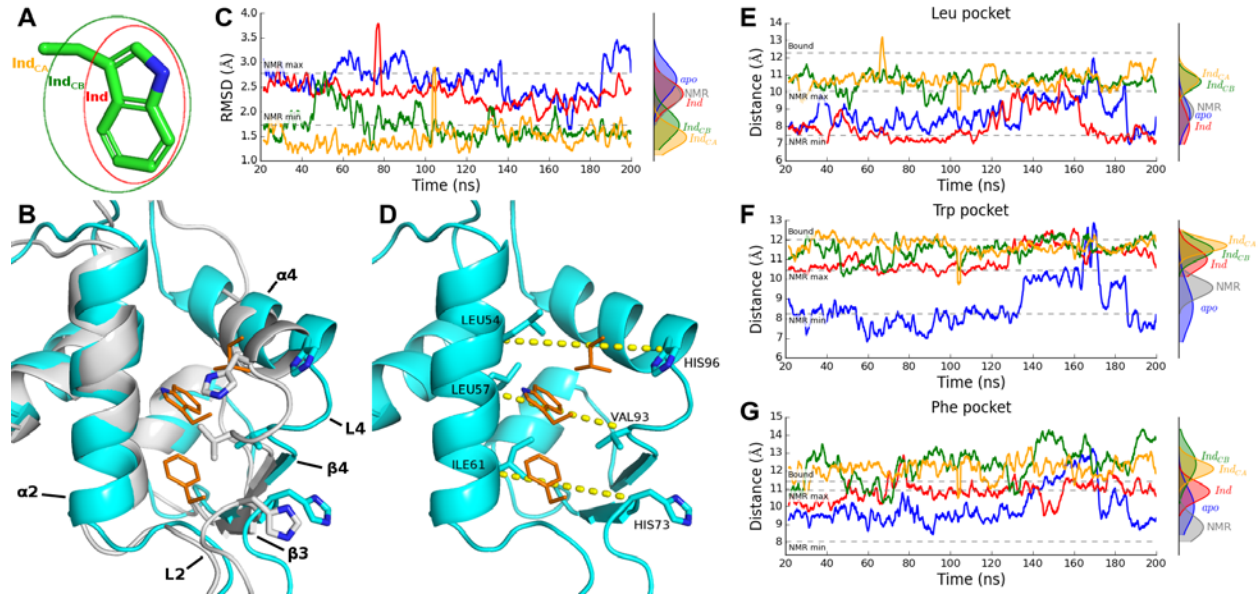 A
Ind_CA
Ind_CB
Ind
B
α4
α2
L4
β4
β3
L2
C
RMSD (Å)
4.0
3.5
3.0
2.5
2.0
1.5
1.0
NMR max
NMR min
20 40 60 80 100 120 140 160 180 200
Time (ns)
apo
NMR
Ind
Ind_CB
Ind_CA
D
LEU54
LEU57
ILE61
HIS96
VAL93
HIS73
E
Leu pocket
Distance (Å)
14
13
12
11
10
9
8
7
6
Bound
NMR max
NMR min
20 40 60 80 100 120 140 160 180 200
Time (ns)
Ind_CA
Ind_CB
NMR
apo
Ind
F
Trp pocket
Distance (Å)
13
12
11
10
9
8
7
6
Bound
NMR max
NMR min
20 40 60 80 100 120 140 160 180 200
Time (ns)
Ind_CA
Ind_CB
Ind
NMR
apo
G
Phe pocket
Distance (Å)
15
14
13
12
11
10
9
8
7
Bound
NMR max
NMR min
20 40 60 80 100 120 140 160 180 200
Time (ns)
Ind_CB
Ind_CA
Ind
apo
NMR